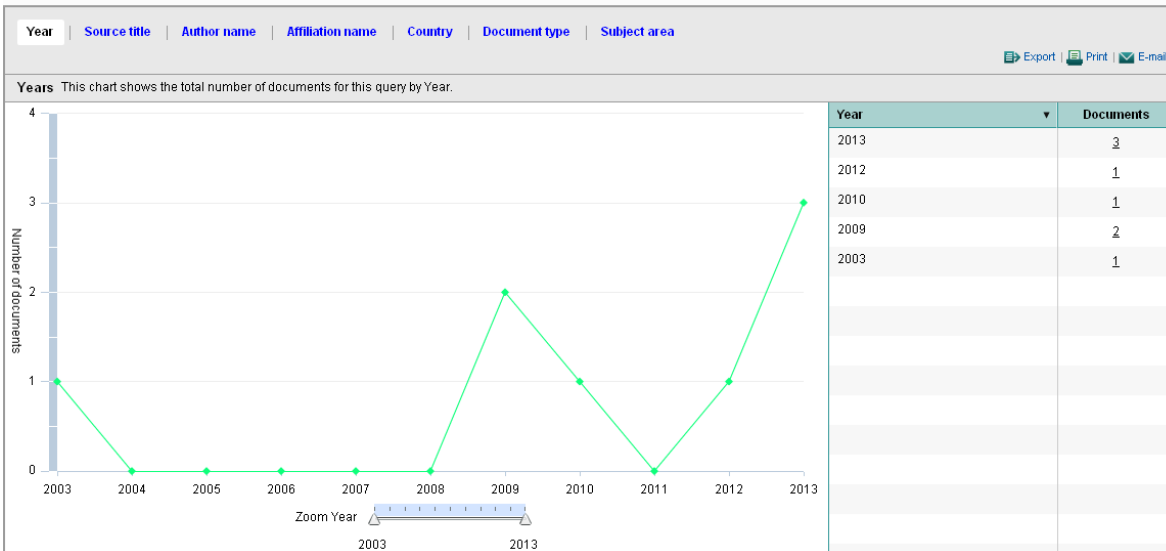 Year | Source title | Author name | Affiliation name | Country | Document type | Subject area
Export | Print | E-mail
Years This chart shows the total number of documents for this query by Year.
Year ▼ Documents
2013 3
2012 1
2010 1
2009 2
2003 1
Number of documents
4
3
2
1
0
2003 2004 2005 2006 2007 2008 2009 2010 2011 2012 2013
Zoom Year
2003 2013